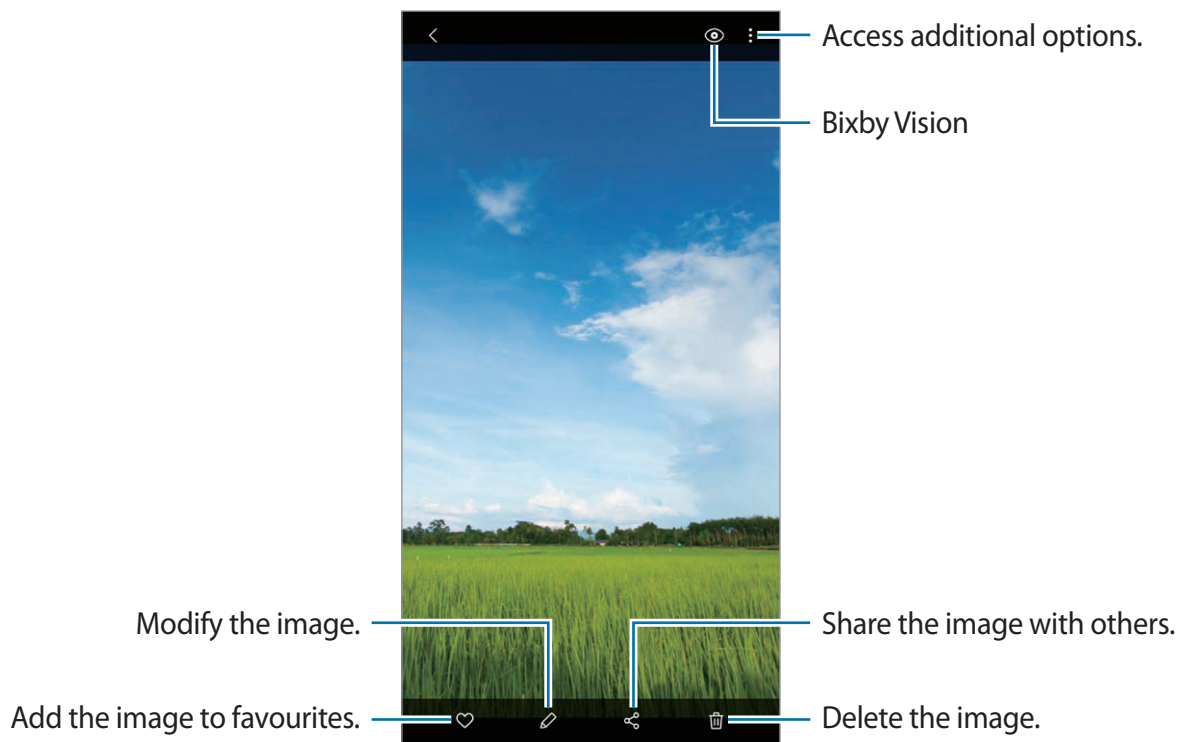 Access additional options.
Bixby Vision
Modify the image.
Share the image with others.
Add the image to favourites.
Delete the image.